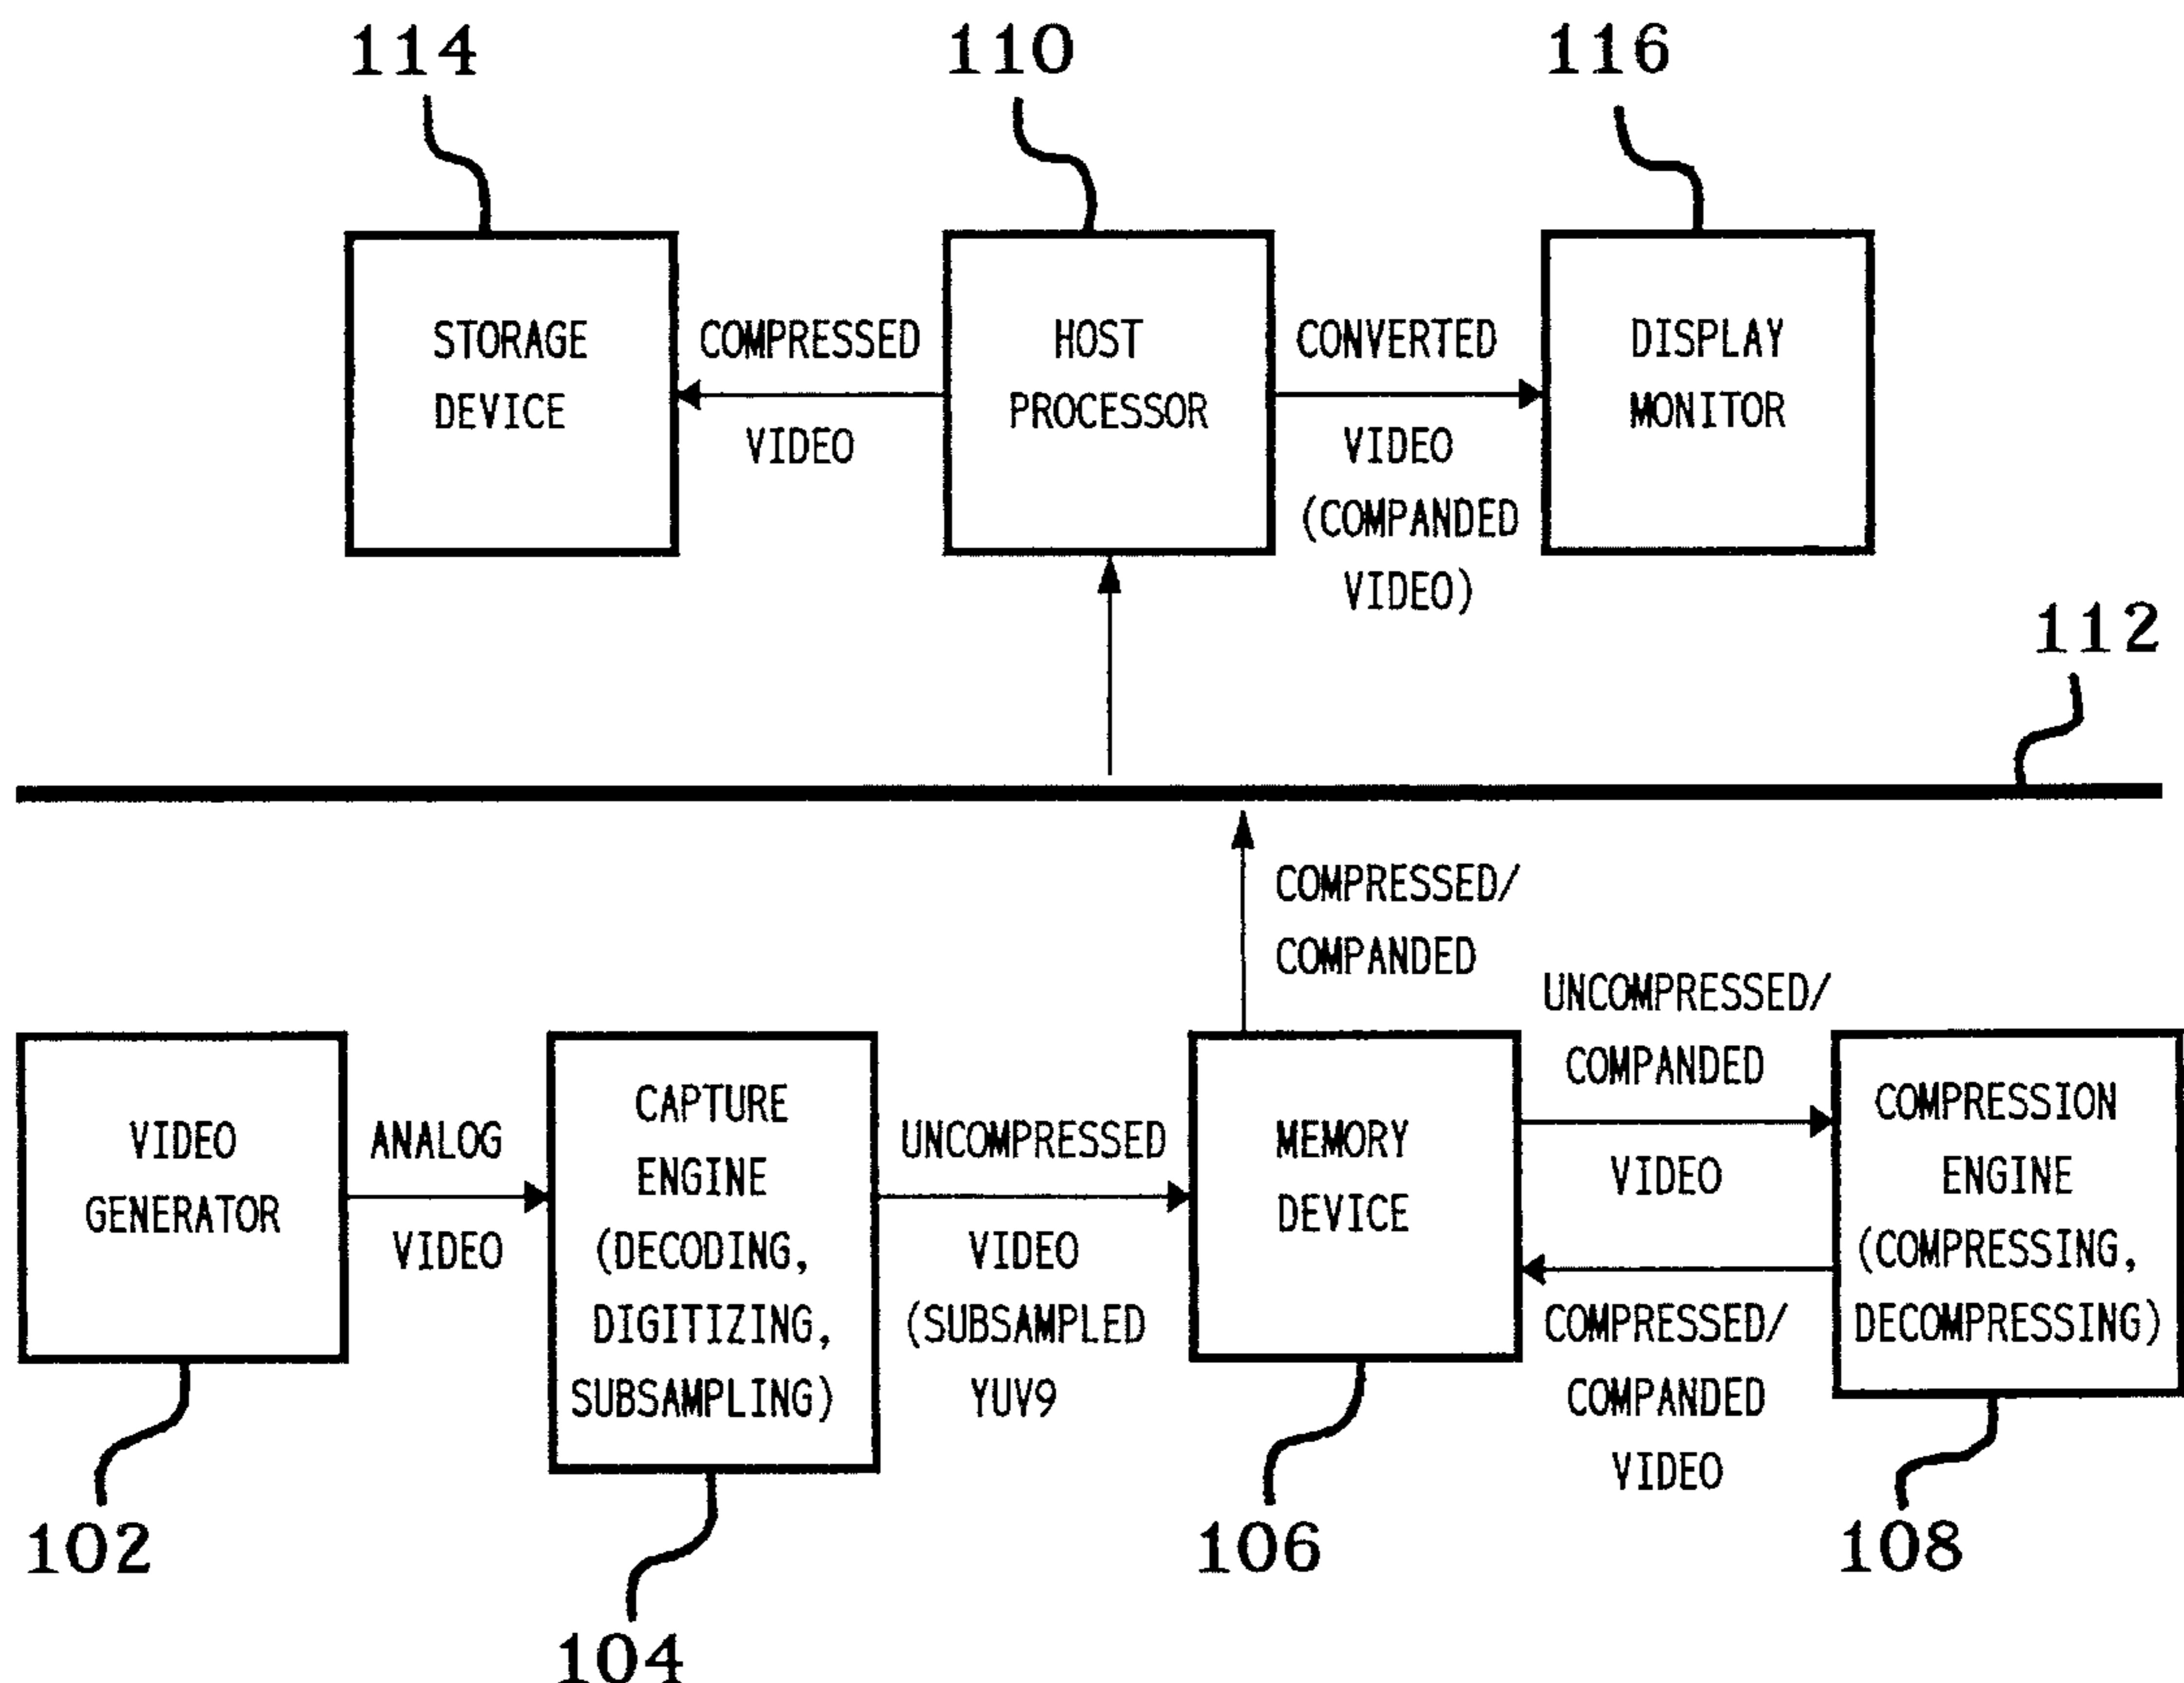 114
110
116
STORAGE
DEVICE
COMPRESSED
VIDEO
HOST
PROCESSOR
CONVERTED
VIDEO
(COMPANDED
VIDEO)
DISPLAY
MONITOR
112
COMPRESSED/
COMPANDED
VIDEO
GENERATOR
ANALOG
VIDEO
CAPTURE
ENGINE
(DECODING,
DIGITIZING,
SUBSAMPLING)
UNCOMPRESSED
VIDEO
(SUBSAMPLED
YUV9
MEMORY
DEVICE
UNCOMPRESSED/
COMPANDED
VIDEO
COMPRESSED/
COMPANDED
VIDEO
COMPRESSION
ENGINE
(COMPRESSING,
DECOMPRESSING)
102
104
106
108